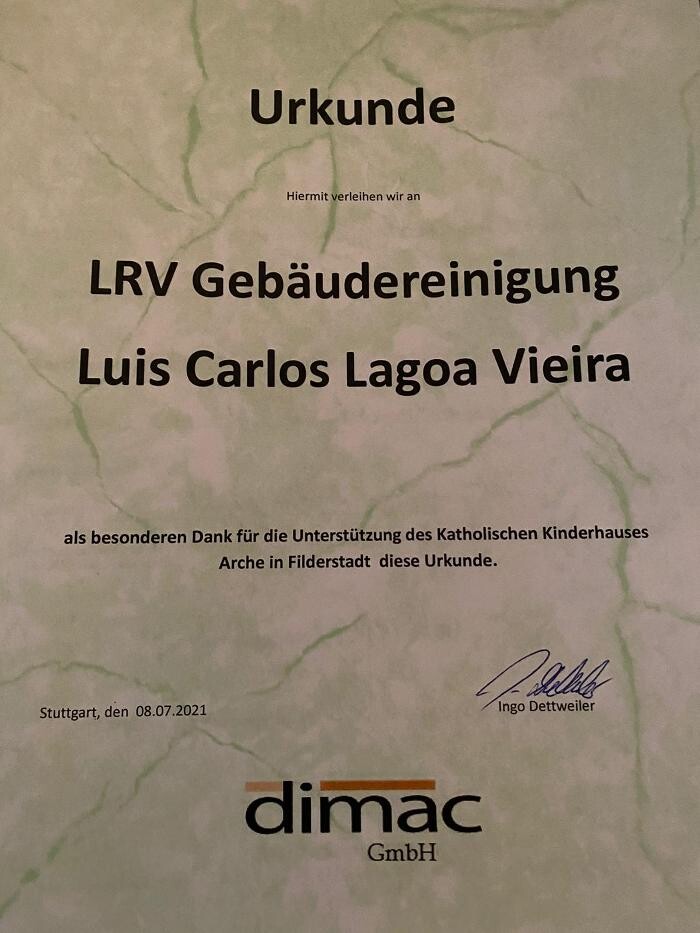 Urkunde
Hiermit verleihen wir an
LRV Gebäudereinigung
Luis Carlos Lagoa Vieira
als besonderen Dank für die Unterstützung des Katholischen Kinderhauses
Arche in Filderstadt diese Urkunde.
Stuttgart, den 08.07.2021
Ingo Dettweiler
dimac
GmbH